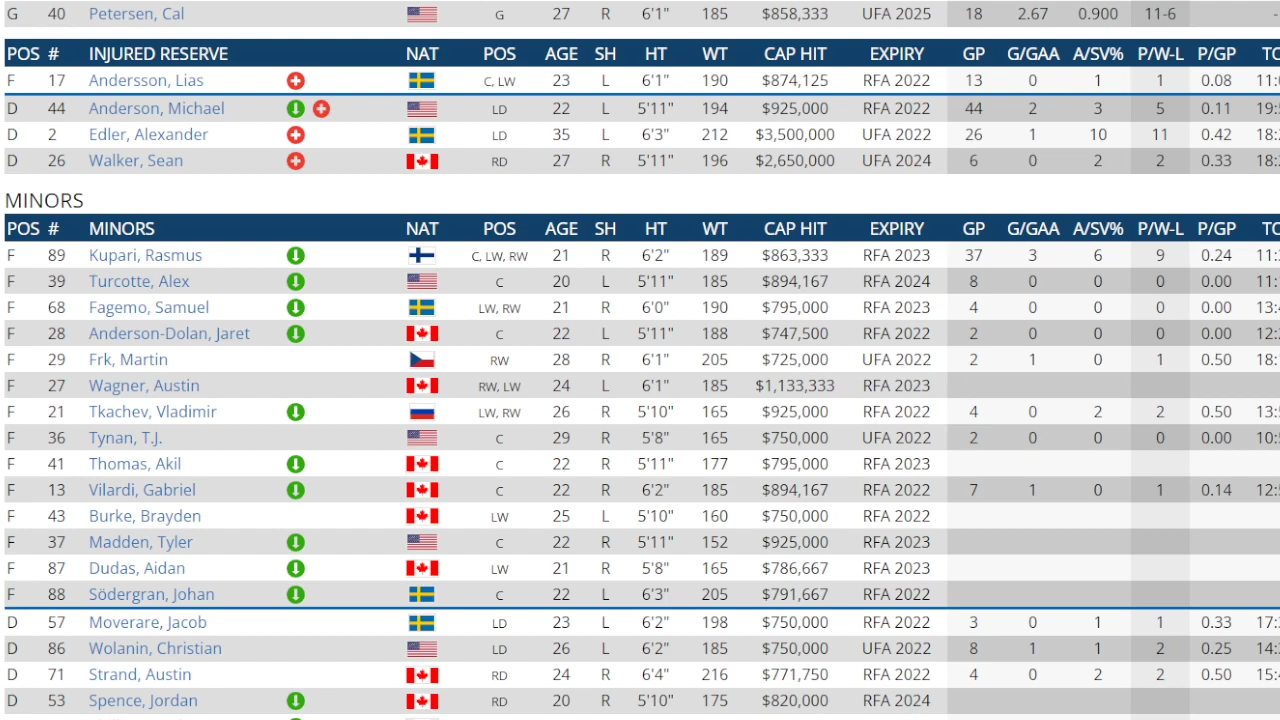 G 40 Petersen, Cal G 27 R 6'1" 185 $858,333 UFA 2025 18 2.67 0.900 11-6 -
POS # INJURED RESERVE NAT POS AGE SH HT WT CAP HIT EXPIRY GP G/GAA A/SV% P/W-L P/GP
F 17 Andersson, Lias C, LW 23 L 6'1" 190 $874,125 RFA 2022 13 0 1 1 0.08
D 44 Anderson, Michael LD 22 L 5'11" 194 $925,000 RFA 2022 44 2 3 5 0.11
D 2 Edler, Alexander LD 35 L 6'3" 212 $3,500,000 UFA 2022 26 1 10 11 0.42
D 26 Walker, Sean RD 27 R 5'11" 196 $2,650,000 UFA 2024 6 0 2 2 0.33
MINORS
POS # MINORS NAT POS AGE SH HT WT CAP HIT EXPIRY GP G/GAA A/SV% P/W-L P/GP
F 89 Kupari, Rasmus C, LW, RW 21 R 6'2" 189 $863,333 RFA 2023 37 3 6 9 0.24
F 39 Turcotte, Alex C 20 L 5'11" 185 $894,167 RFA 2024 8 0 0 0 0.00
F 68 Fagemo, Samuel LW, RW 21 R 6'0" 190 $795,000 RFA 2023 4 0 0 0 0.00
F 28 Anderson-Dolan, Jaret C 22 L 5'11" 188 $747,500 RFA 2022 2 0 0 0 0.00
F 29 Frk, Martin RW 28 R 6'1" 205 $725,000 UFA 2022 2 1 0 1 0.50
F 27 Wagner, Austin RW, LW 24 L 6'1" 185 $1,133,333 RFA 2023
F 21 Tkachev, Vladimir LW, RW 26 R 5'10" 165 $925,000 RFA 2022 4 0 2 2 0.50
F 36 Tynan, T.J. C 29 R 5'8" 165 $750,000 UFA 2022 2 0 0 0 0.00
F 41 Thomas, Akil C 22 R 5'11" 177 $795,000 RFA 2023
F 13 Vilardi, Gabriel C 22 R 6'2" 185 $894,167 RFA 2022 7 1 0 1 0.14
F 43 Burke, Brayden LW 25 L 5'10" 160 $750,000 RFA 2022
F 37 Madden, Tyler C 22 R 5'11" 152 $925,000 RFA 2023
F 87 Dudas, Aidan LW 21 R 5'8" 165 $786,667 RFA 2023
F 88 Södergran, Johan C 22 L 6'3" 205 $791,667 RFA 2022
D 57 Moverare, Jacob LD 23 L 6'2" 198 $750,000 RFA 2022 3 0 1 1 0.33
D 86 Wolanin, Christian LD 26 L 6'2" 185 $750,000 UFA 2022 8 1 1 2 0.25
D 71 Strand, Austin RD 24 R 6'4" 216 $771,750 RFA 2022 4 0 2 2 0.50
D 53 Spence, Jordan RD 20 R 5'10" 175 $820,000 RFA 2024